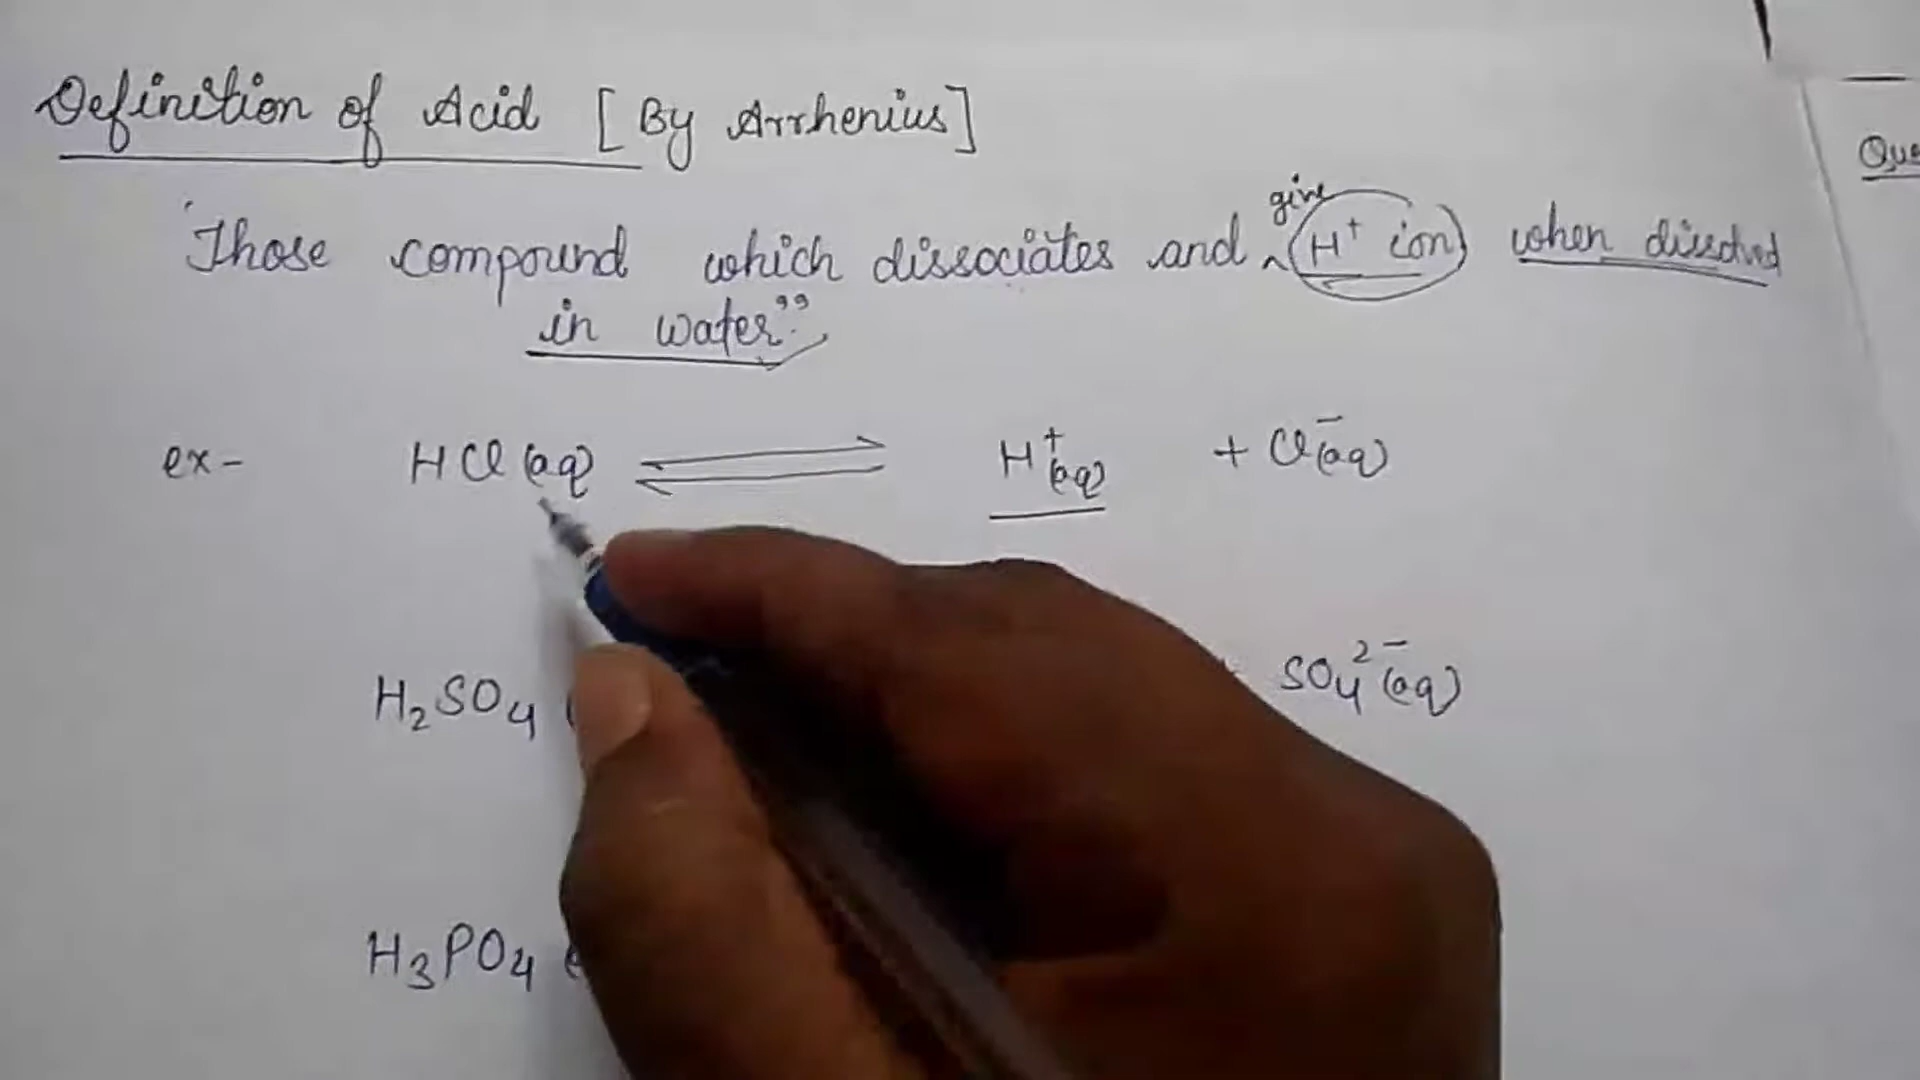 Definition of Acid [By Arrhenius]
Those compound which dissociates and give H⁺ ion when dissolved
in water”
ex- HCl (aq) ⇌ H⁺(aq) + Cl⁻(aq)
H₂SO₄ + SO₄²⁻(aq)
H₃PO₄